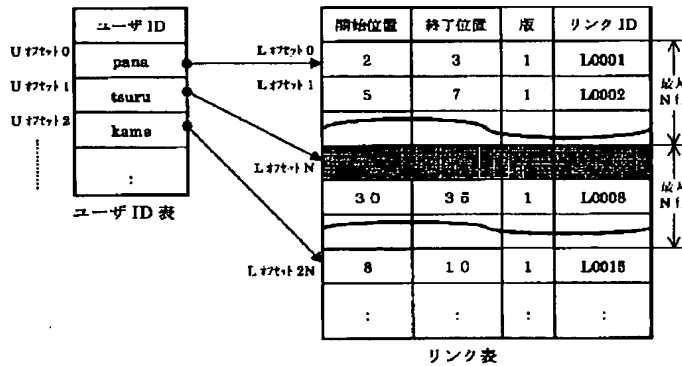 ユーザ ID
U オフセット 0
pana
U オフセット 1
tsuru
U オフセット 2
kame
:
ユーザ ID 表
開始位置 終了位置 版 リンク ID
L オフセット 0
2 3 1 L0001
L オフセット 1
5 7 1 L0002
最大
N
L オフセット N
30 35 1 L0008
最大
N
L オフセット 2N
8 10 1 L0015
: : : :
リンク表